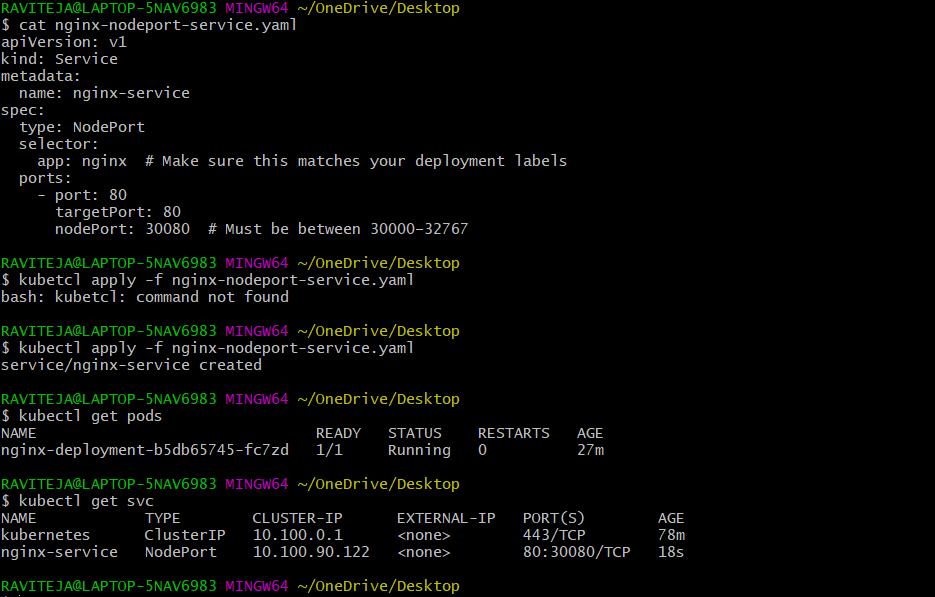 RAVITEJA@LAPTOP-5NAV6983 MINGW64 ~/OneDrive/Desktop
$ cat nginx-nodeport-service.yaml
apiVersion: v1
kind: Service
metadata:
  name: nginx-service
spec:
  type: NodePort
  selector:
    app: nginx  # Make sure this matches your deployment labels
  ports:
    - port: 80
      targetPort: 80
      nodePort: 30080  # Must be between 30000-32767
RAVITEJA@LAPTOP-5NAV6983 MINGW64 ~/OneDrive/Desktop
$ kubetcl apply -f nginx-nodeport-service.yaml
bash: kubetcl: command not found
RAVITEJA@LAPTOP-5NAV6983 MINGW64 ~/OneDrive/Desktop
$ kubectl apply -f nginx-nodeport-service.yaml
service/nginx-service created
RAVITEJA@LAPTOP-5NAV6983 MINGW64 ~/OneDrive/Desktop
$ kubectl get pods
NAME                               READY   STATUS    RESTARTS   AGE
nginx-deployment-b5db65745-fc7zd   1/1     Running   0          27m
RAVITEJA@LAPTOP-5NAV6983 MINGW64 ~/OneDrive/Desktop
$ kubectl get svc
NAME            TYPE        CLUSTER-IP      EXTERNAL-IP   PORT(S)        AGE
kubernetes      ClusterIP   10.100.0.1      <none>        443/TCP        78m
nginx-service   NodePort    10.100.90.122   <none>        80:30080/TCP   18s
RAVITEJA@LAPTOP-5NAV6983 MINGW64 ~/OneDrive/Desktop